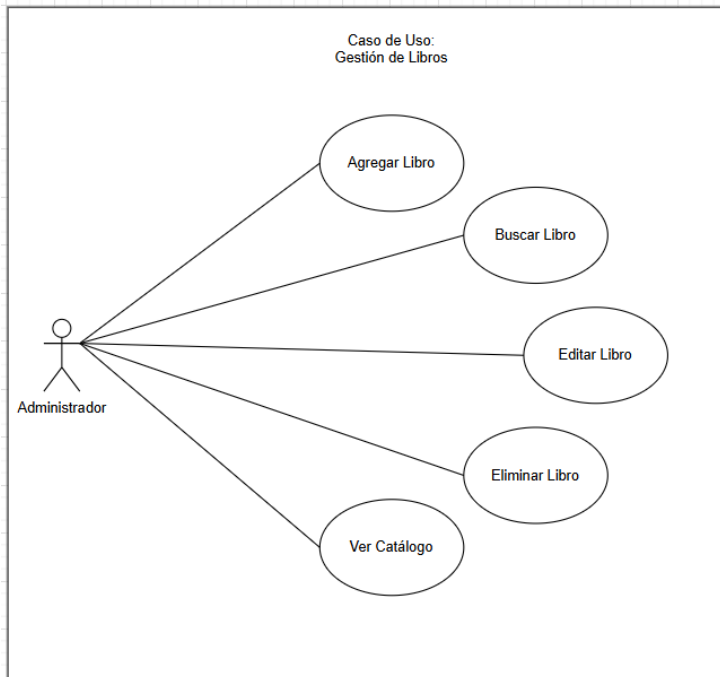 Caso de Uso:
Gestión de Libros
Agregar Libro
Buscar Libro
Editar Libro
Administrador
Eliminar Libro
Ver Catálogo